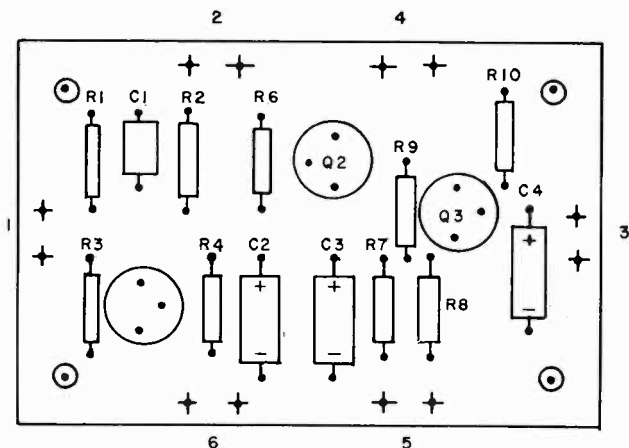 2 4
R1 C1 R2 R6 R10
Q2 R9
1 Q3 C4 3
+
R3 R4 C2 C3 R7 R8
+ +
- - -
6 5